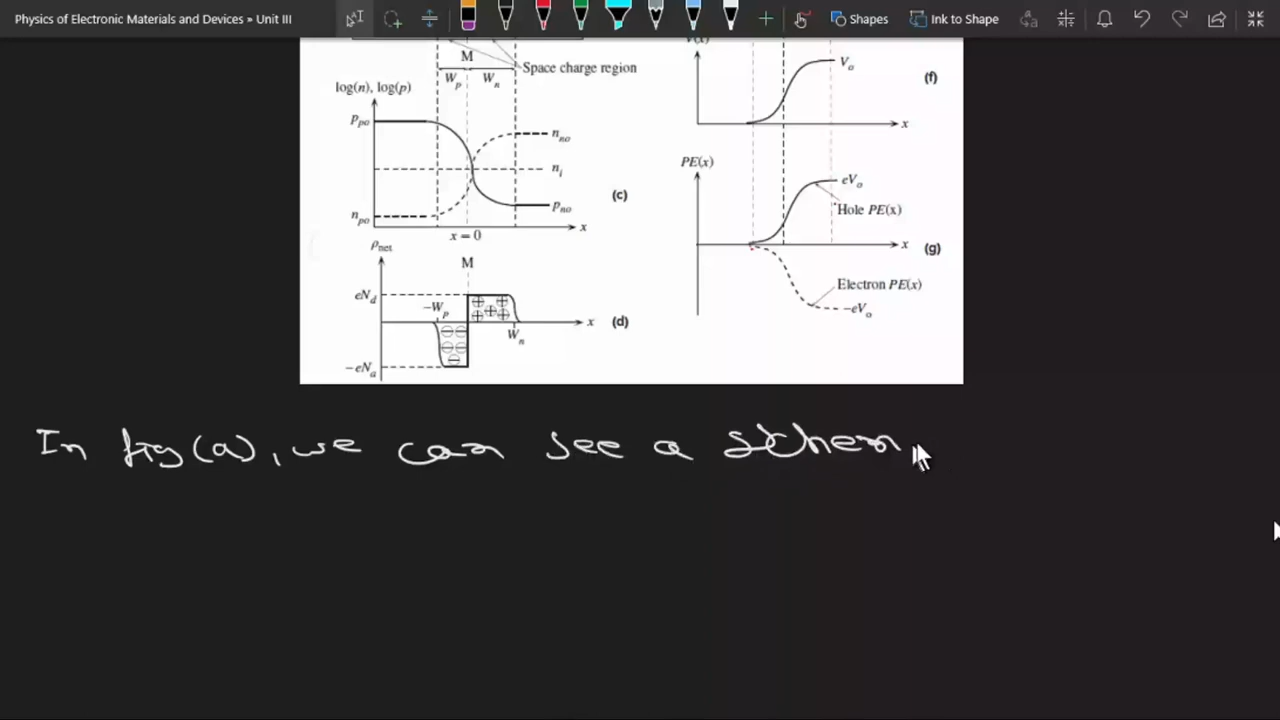 Physics of Electronic Materials and Devices » Unit III
Shapes
Ink to Shape
M
Wp
Wn
Space charge region
log(n), log(p)
Ppo
nno
ni
(c)
npo
pno
x
x = 0
ρnet
M
eNd
−Wp
x
(d)
Wn
−eNa
V(x)
Vo
(f)
x
PE(x)
eVo
Hole PE(x)
x
(g)
Electron PE(x)
−eVo
In fig(a), we can see a schem